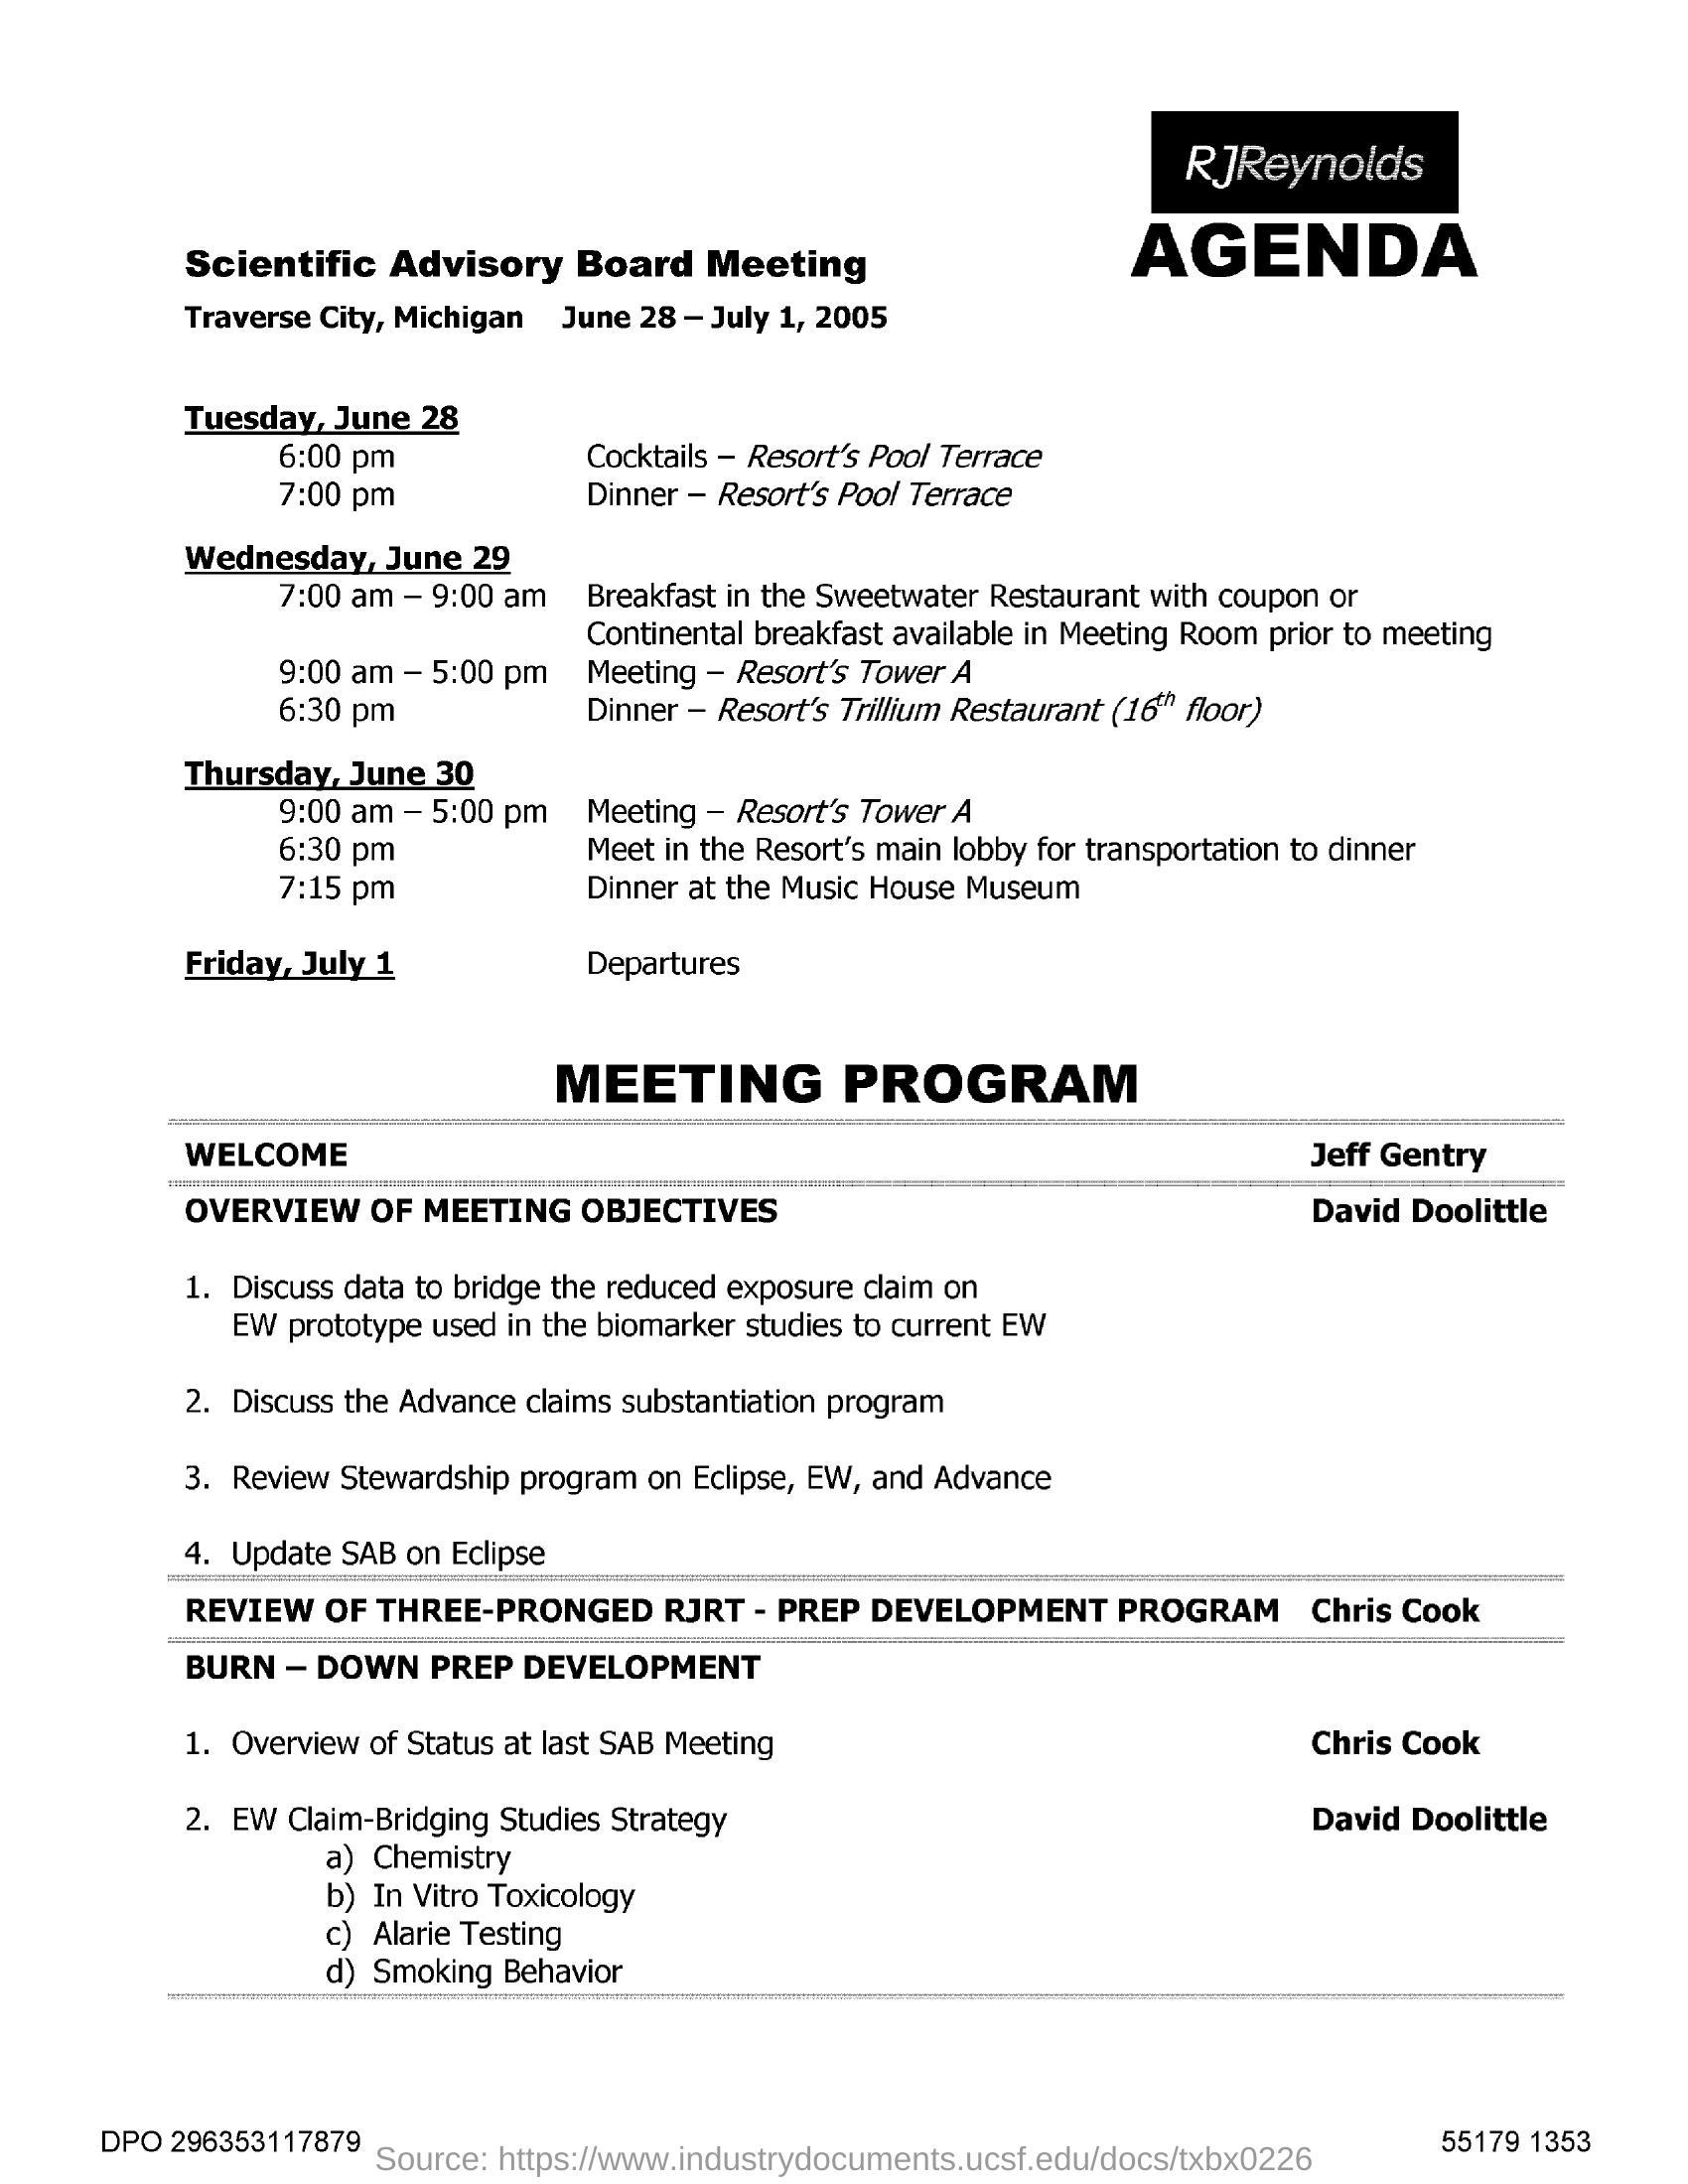 RJReynolds
AGENDA
Scientific Advisory Board Meeting
Traverse City, Michigan June 28 – July 1, 2005
Tuesday, June 28
6:00 pm Cocktails – Resort's Pool Terrace
7:00 pm Dinner – Resort's Pool Terrace
Wednesday, June 29
7:00 am – 9:00 am Breakfast in the Sweetwater Restaurant with coupon or
Continental breakfast available in Meeting Room prior to meeting
9:00 am – 5:00 pm Meeting – Resort's Tower A
6:30 pm Dinner – Resort's Trillium Restaurant (16th floor)
Thursday, June 30
9:00 am – 5:00 pm Meeting – Resort's Tower A
6:30 pm Meet in the Resort's main lobby for transportation to dinner
7:15 pm Dinner at the Music House Museum
Friday, July 1 Departures
MEETING PROGRAM
WELCOME Jeff Gentry
OVERVIEW OF MEETING OBJECTIVES David Doolittle
1. Discuss data to bridge the reduced exposure claim on
EW prototype used in the biomarker studies to current EW
2. Discuss the Advance claims substantiation program
3. Review Stewardship program on Eclipse, EW, and Advance
4. Update SAB on Eclipse
REVIEW OF THREE-PRONGED RJRT - PREP DEVELOPMENT PROGRAM Chris Cook
BURN – DOWN PREP DEVELOPMENT
1. Overview of Status at last SAB Meeting Chris Cook
2. EW Claim-Bridging Studies Strategy David Doolittle
a) Chemistry
b) In Vitro Toxicology
c) Alarie Testing
d) Smoking Behavior
DPO 296353117879
55179 1353
Source: https://www.industrydocuments.ucsf.edu/docs/txbx0226